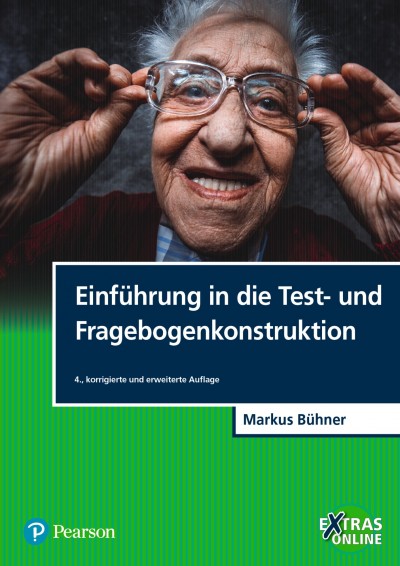 Einführung in die Test- und
Fragebogenkonstruktion
4., korrigierte und erweiterte Auflage
Markus Bühner
Pearson
EXTRAS
ONLINE